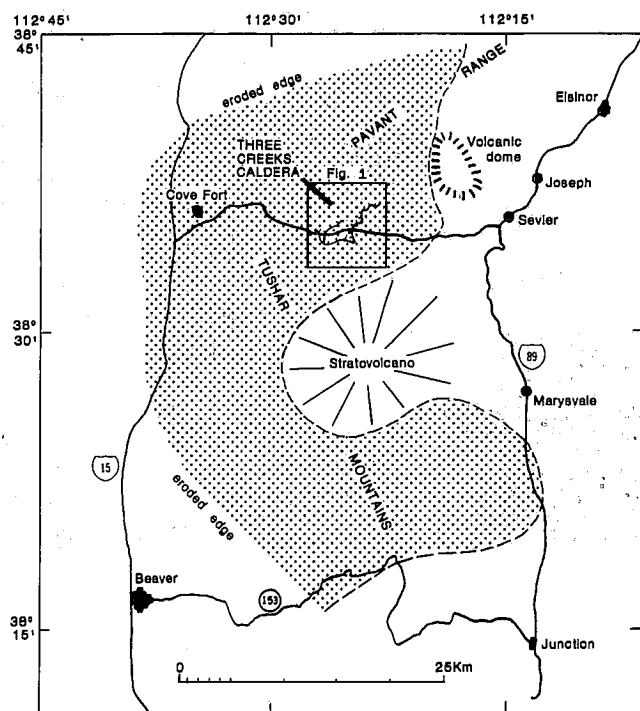 112°45' 112°30' 112°15'
38°
45'
eroded edge
RANGE
PAVANT
Elsinor
THREE
CREEKS
CALDERA
Volcanic
dome
Fig. 1
Joseph
Cove Fort
Sevier
TUSHAR
38°
30'
89
Stratovolcano
Marysvale
15
MOUNTAINS
eroded edge
Beaver
153
38°
15'
Junction
0 25Km